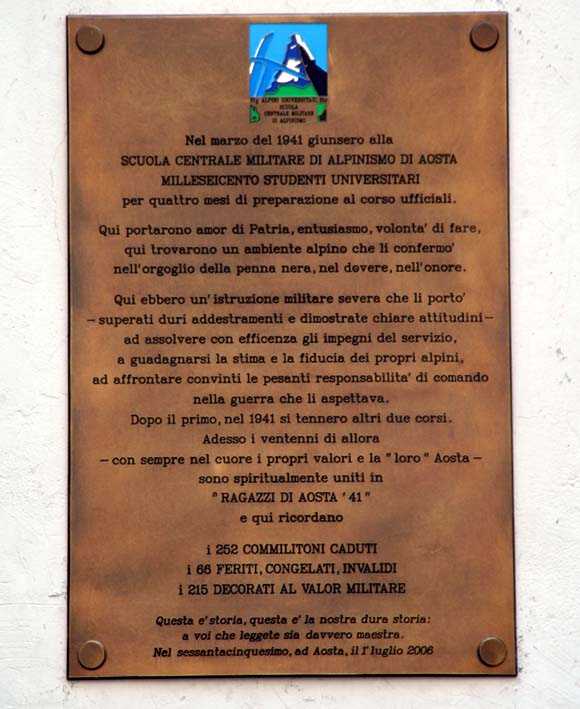 ALPINI UNIVERSITARI
SCUOLA
CENTRALE MILITARE
DI ALPINISMO
Nel marzo del 1941 giunsero alla
SCUOLA CENTRALE MILITARE DI ALPINISMO DI AOSTA
MILLESEICENTO STUDENTI UNIVERSITARI
per quattro mesi di preparazione al corso ufficiali.
Qui portarono amor di Patria, entusiasmo, volonta' di fare,
qui trovarono un ambiente alpino che li confermo'
nell'orgoglio della penna nera, nel dovere, nell'onore.
Qui ebbero un'istruzione militare severa che li porto'
—superati duri addestramenti e dimostrate chiare attitudini—
ad assolvere con efficenza gli impegni del servizio,
a guadagnarsi la stima e la fiducia dei propri alpini,
ad affrontare convinti le pesanti responsabilita' di comando
nella guerra che li aspettava.
Dopo il primo, nel 1941 si tennero altri due corsi.
Adesso i ventenni di allora
—con sempre nel cuore i propri valori e la "loro" Aosta—
sono spiritualmente uniti in
"RAGAZZI DI AOSTA '41"
e qui ricordano
i 252 COMMILITONI CADUTI
i 66 FERITI, CONGELATI, INVALIDI
i 215 DECORATI AL VALOR MILITARE
Questa e' storia, questa e' la nostra dura storia:
a voi che leggete sia davvero maestra.
Nel sessantacinquesimo, ad Aosta, il 1° luglio 2006